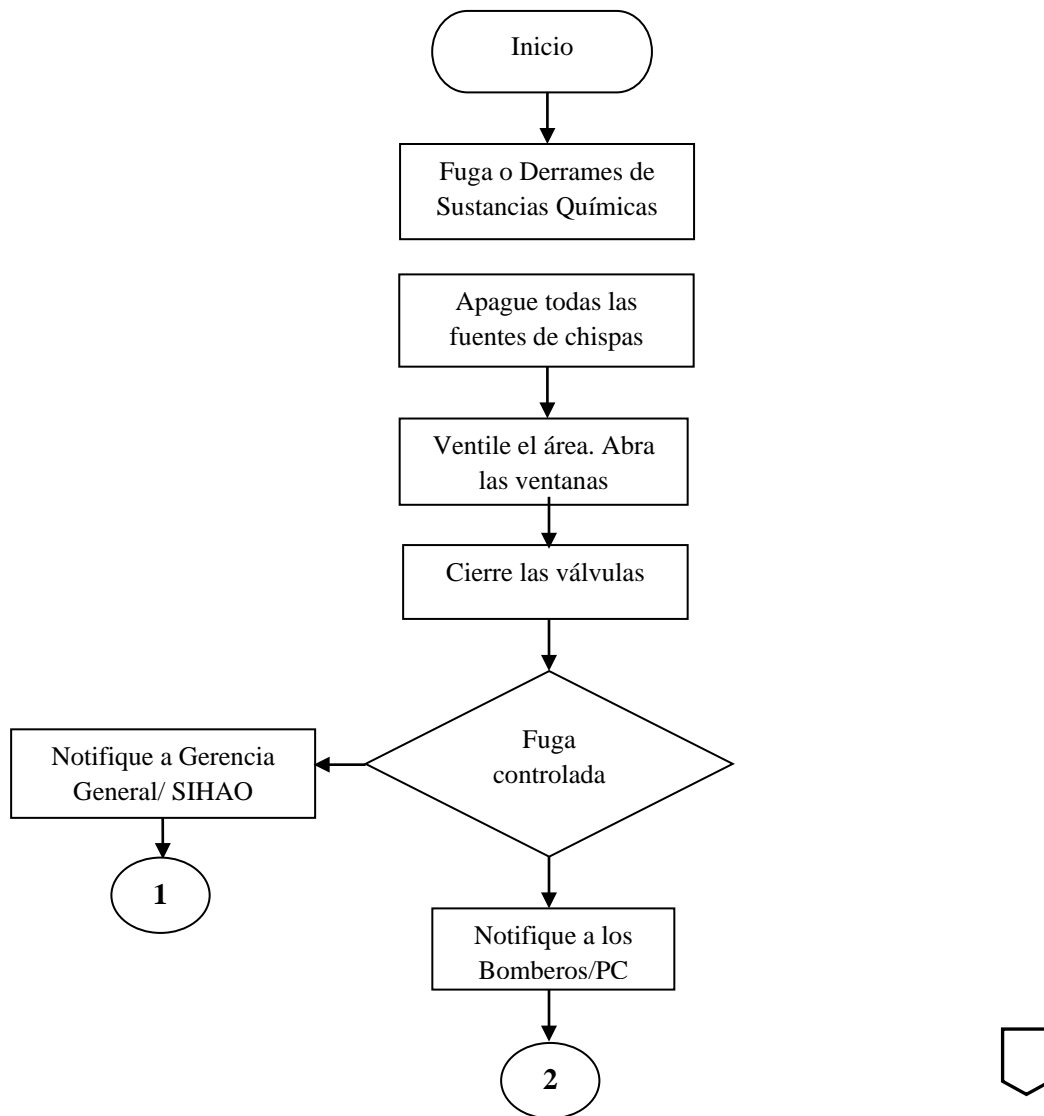 Inicio
Fuga o Derrames de
Sustancias Químicas
Apague todas las
fuentes de chispas
Ventile el área. Abra
las ventanas
Cierre las válvulas
Fuga
controlada
Notifique a Gerencia
General/ SIHAO
1
Notifique a los
Bomberos/PC
2